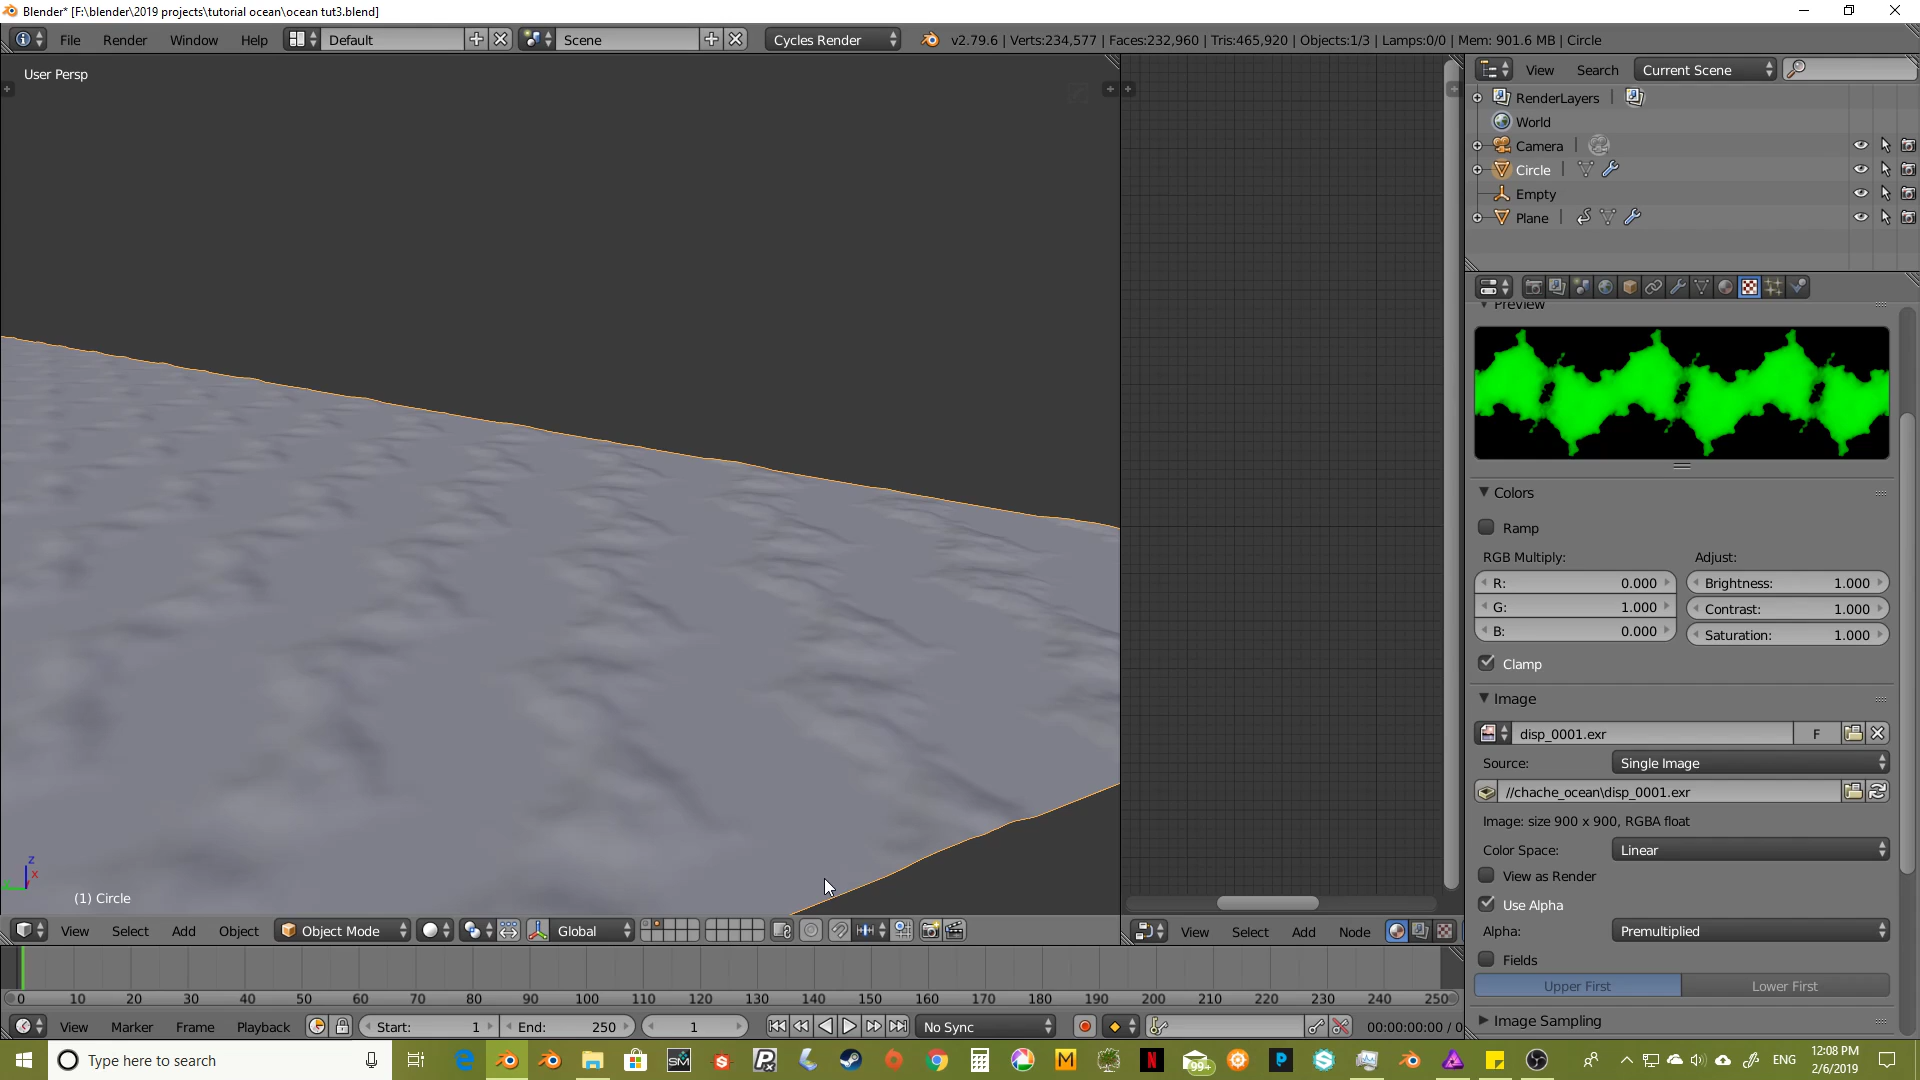 Blender* [F:\blender\2019 projects\tutorial ocean\ocean tut3.blend]
File Render Window Help Default Scene Cycles Render v2.79.6 | Verts:234,577 | Faces:232,960 | Tris:465,920 | Objects:1/3 | Lamps:0/0 | Mem: 901.6 MB | Circle
User Persp
View Search Current Scene
RenderLayers
World
Camera
Circle
Empty
Plane
Preview
Colors
Ramp
RGB Multiply: Adjust:
R: 0.000 Brightness: 1.000
G: 1.000 Contrast: 1.000
B: 0.000 Saturation: 1.000
Clamp
Image
disp_0001.exr F
Source: Single Image
//chache_ocean\disp_0001.exr
Image: size 900 x 900, RGBA float
Color Space: Linear
View as Render
Use Alpha
Alpha: Premultiplied
Fields
Upper First Lower First
Image Sampling
z
x
(1) Circle
View Select Add Object Object Mode Global
View Select Add Node
0 10 20 30 40 50 60 70 80 90 100 110 120 130 140 150 160 170 180 190 200 210 220 230 240 250
View Marker Frame Playback Start: 1 End: 250 1 No Sync 00:00:00:00 / 0
Type here to search
SM
99+
ENG
12:08 PM
2/6/2019